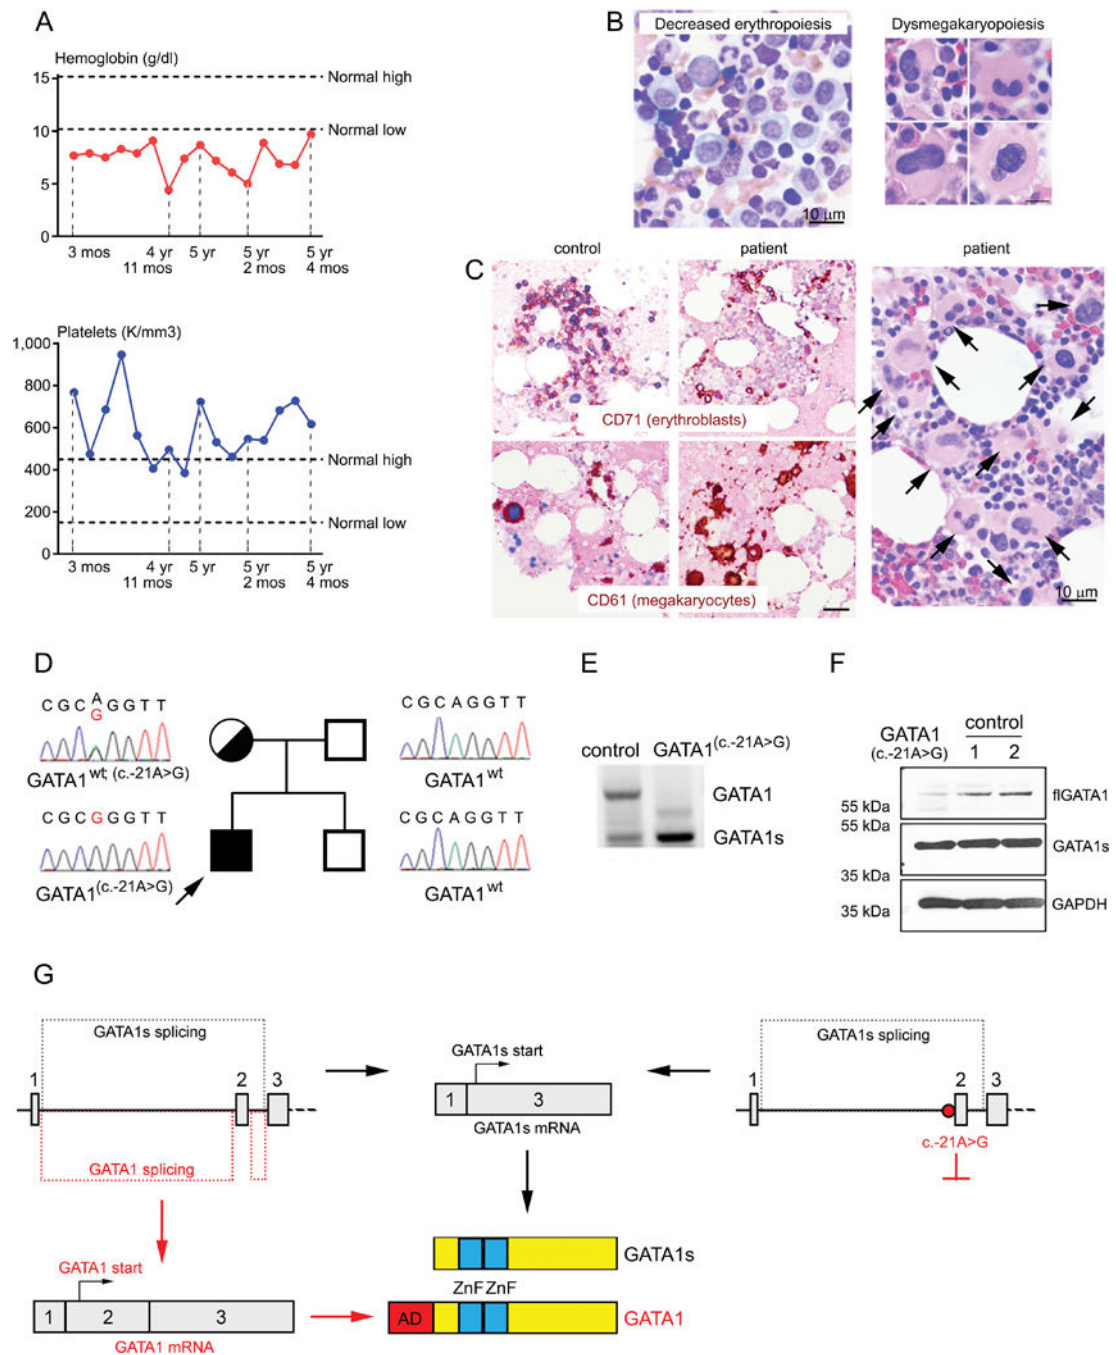 A
Hemoglobin (g/dl)
15
Normal high
10
Normal low
5
0
3 mos
4 yr
11 mos
5 yr
5 yr
2 mos
5 yr
4 mos
Platelets (K/mm3)
1,000
800
600
Normal high
400
200
Normal low
0
3 mos
4 yr
11 mos
5 yr
5 yr
2 mos
5 yr
4 mos
B
Decreased erythropoiesis
Dysmegakaryopoiesis
10 μm
C
control
patient
patient
CD71 (erythroblasts)
CD61 (megakaryocytes)
10 μm
D
C G C A G G T T
G
GATA1wt; (c.-21A>G)
C G C A G G T T
GATA1wt
C G C G G G T T
GATA1(c.-21A>G)
C G C A G G T T
GATA1wt
E
control GATA1(c.-21A>G)
GATA1
GATA1s
F
GATA1
(c.-21A>G)
control
1 2
55 kDa
flGATA1
55 kDa
GATA1s
35 kDa
35 kDa
GAPDH
G
GATA1s splicing
1 2 3
GATA1 splicing
GATA1s start
1 3
GATA1s mRNA
GATA1s splicing
1 2 3
c.-21A>G
GATA1 start
1 2 3
GATA1 mRNA
GATA1s
ZnF ZnF
AD
GATA1